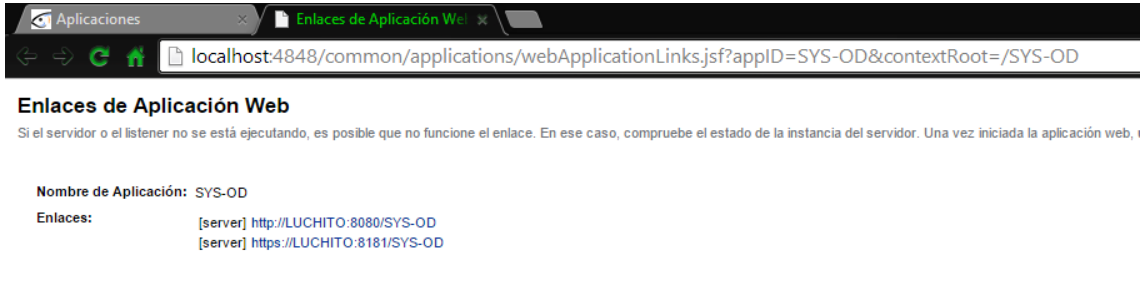 Aplicaciones
Enlaces de Aplicación Wel
localhost:4848/common/applications/webApplicationLinks.jsf?appID=SYS-OD&contextRoot=/SYS-OD
Enlaces de Aplicación Web
Si el servidor o el listener no se está ejecutando, es posible que no funcione el enlace. En ese caso, compruebe el estado de la instancia del servidor. Una vez iniciada la aplicación web,
Nombre de Aplicación: SYS-OD
Enlaces: [server] http://LUCHITO:8080/SYS-OD
[server] https://LUCHITO:8181/SYS-OD